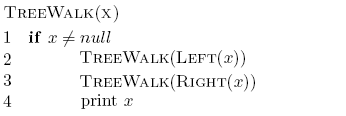 TREEWALK(X)
1 if x ≠ null
2 TREEWALK(LEFT(x))
3 TREEWALK(RIGHT(x))
4 print x